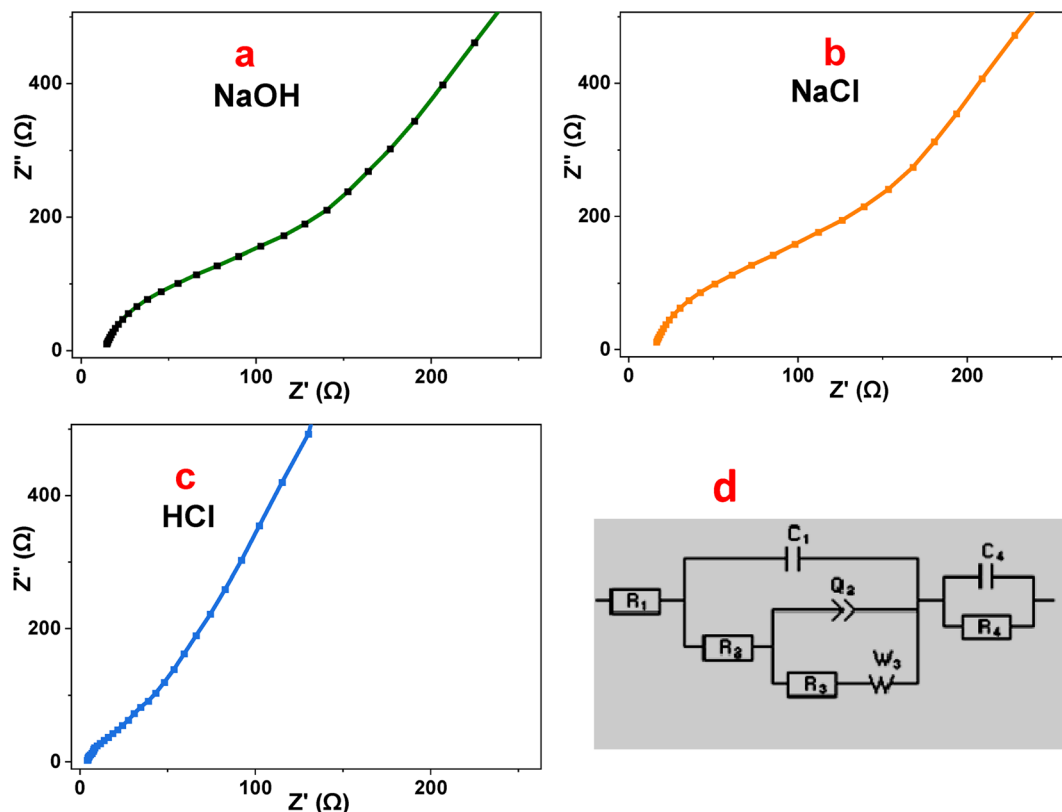 a
NaOH
Z'' (Ω)
400
200
0
0
100
200
Z' (Ω)
b
NaCl
Z'' (Ω)
400
200
0
0
100
200
Z' (Ω)
c
HCl
Z'' (Ω)
400
200
0
0
100
200
Z' (Ω)
d
C₁
C₄
Q₂
R₁
R₂
R₄
W₃
R₃